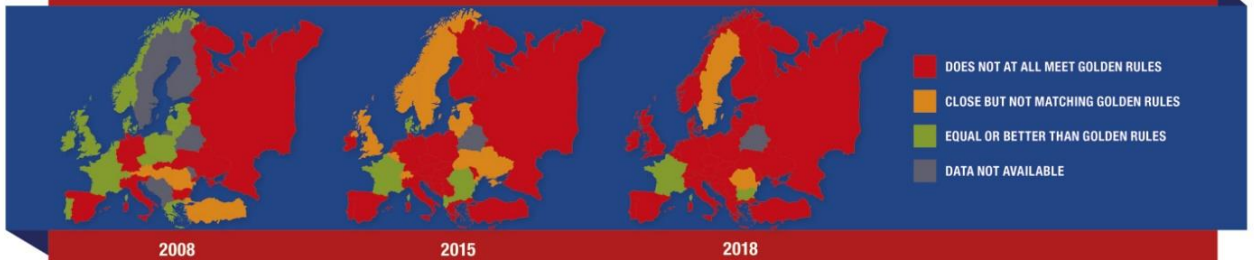 DOES NOT AT ALL MEET GOLDEN RULES
CLOSE BUT NOT MATCHING GOLDEN RULES
EQUAL OR BETTER THAN GOLDEN RULES
DATA NOT AVAILABLE
2008
2015
2018